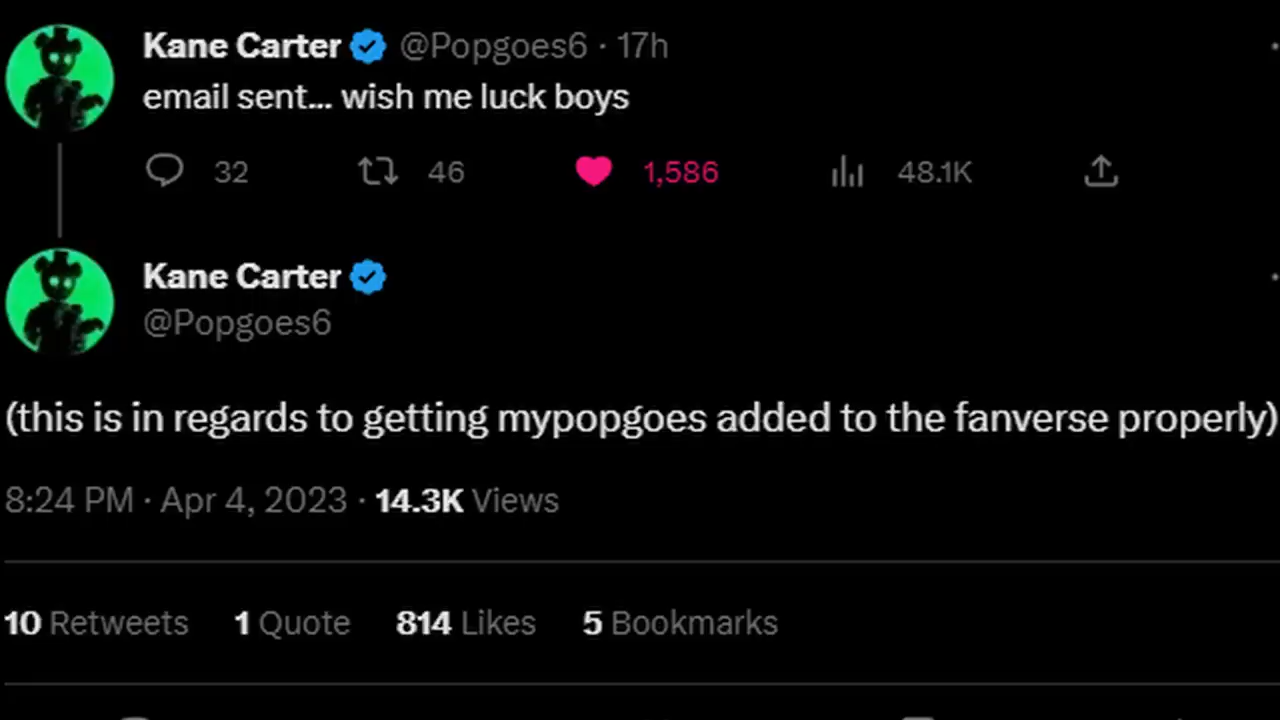 Kane Carter @Popgoes6 · 17h
email sent... wish me luck boys
32 46 1,586 48.1K
Kane Carter
@Popgoes6
(this is in regards to getting mypopgoes added to the fanverse properly)
8:24 PM · Apr 4, 2023 · 14.3K Views
10 Retweets 1 Quote 814 Likes 5 Bookmarks